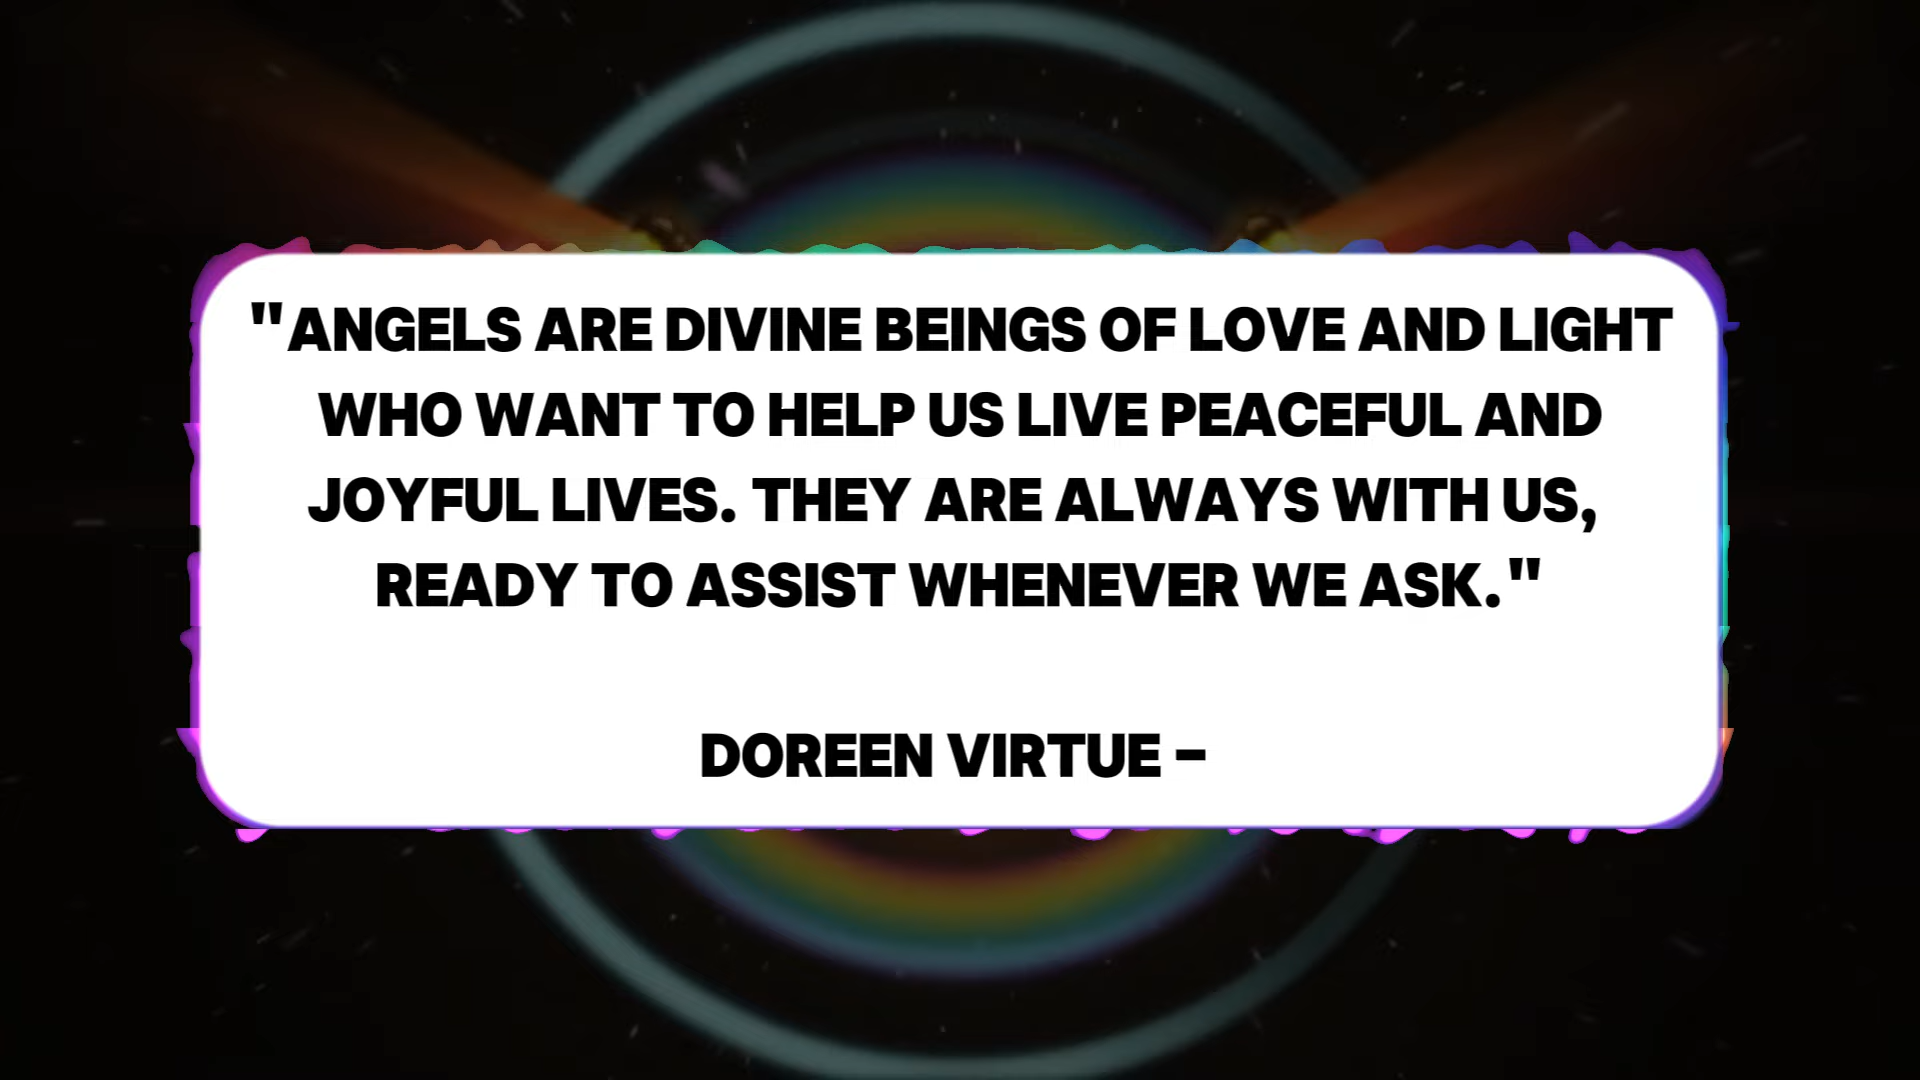 "ANGELS ARE DIVINE BEINGS OF LOVE AND LIGHT
WHO WANT TO HELP US LIVE PEACEFUL AND
JOYFUL LIVES. THEY ARE ALWAYS WITH US,
READY TO ASSIST WHENEVER WE ASK."
DOREEN VIRTUE –